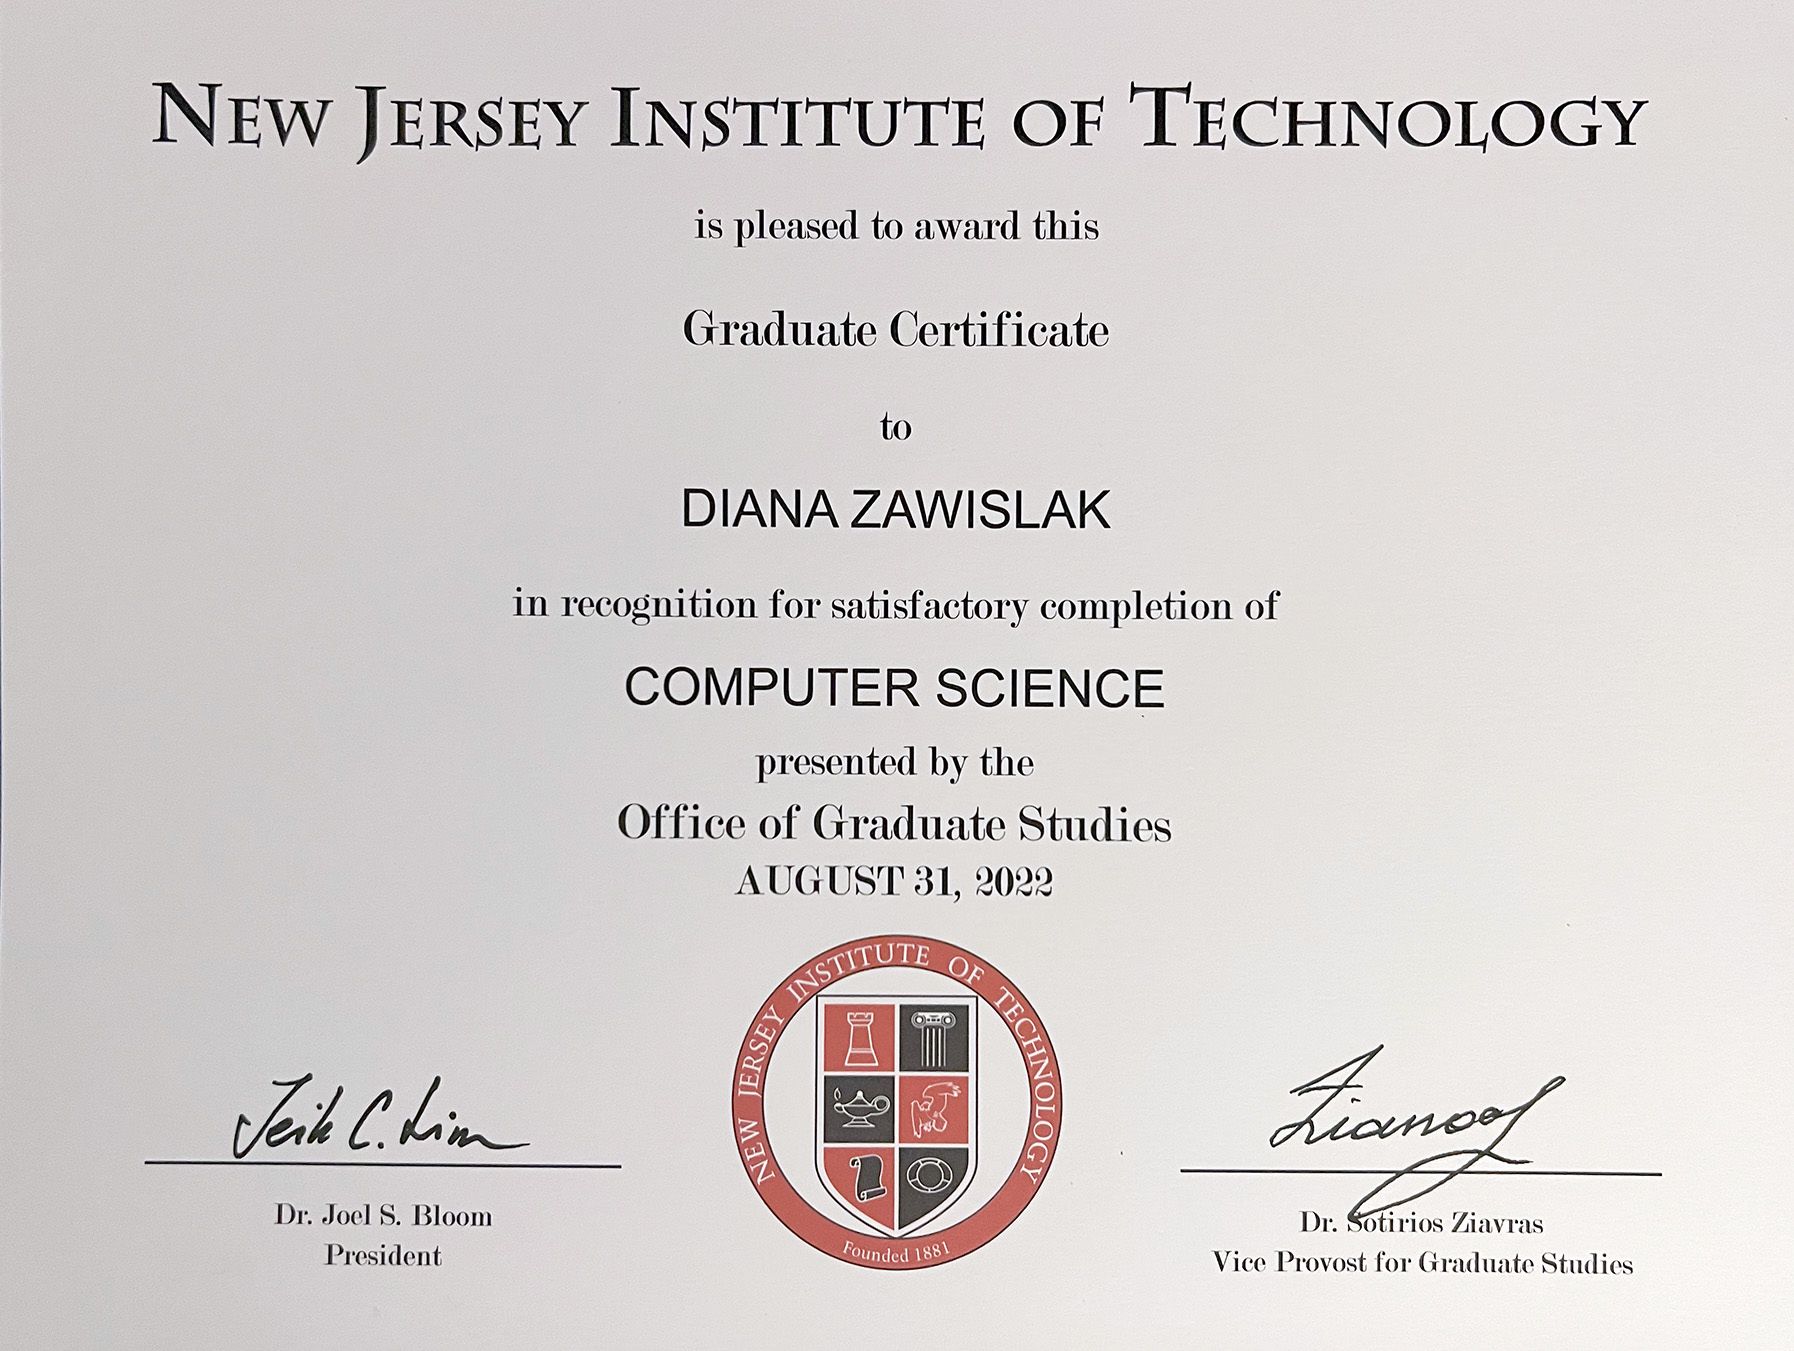 NEW JERSEY INSTITUTE OF TECHNOLOGY
is pleased to award this
Graduate Certificate
to
DIANA ZAWISLAK
in recognition for satisfactory completion of
COMPUTER SCIENCE
presented by the
Office of Graduate Studies
AUGUST 31, 2022
NEW JERSEY INSTITUTE OF TECHNOLOGY
Founded 1881
Teik C. Lim
Dr. Joel S. Bloom
President
Dr. Sotirios Ziavras
Vice Provost for Graduate Studies